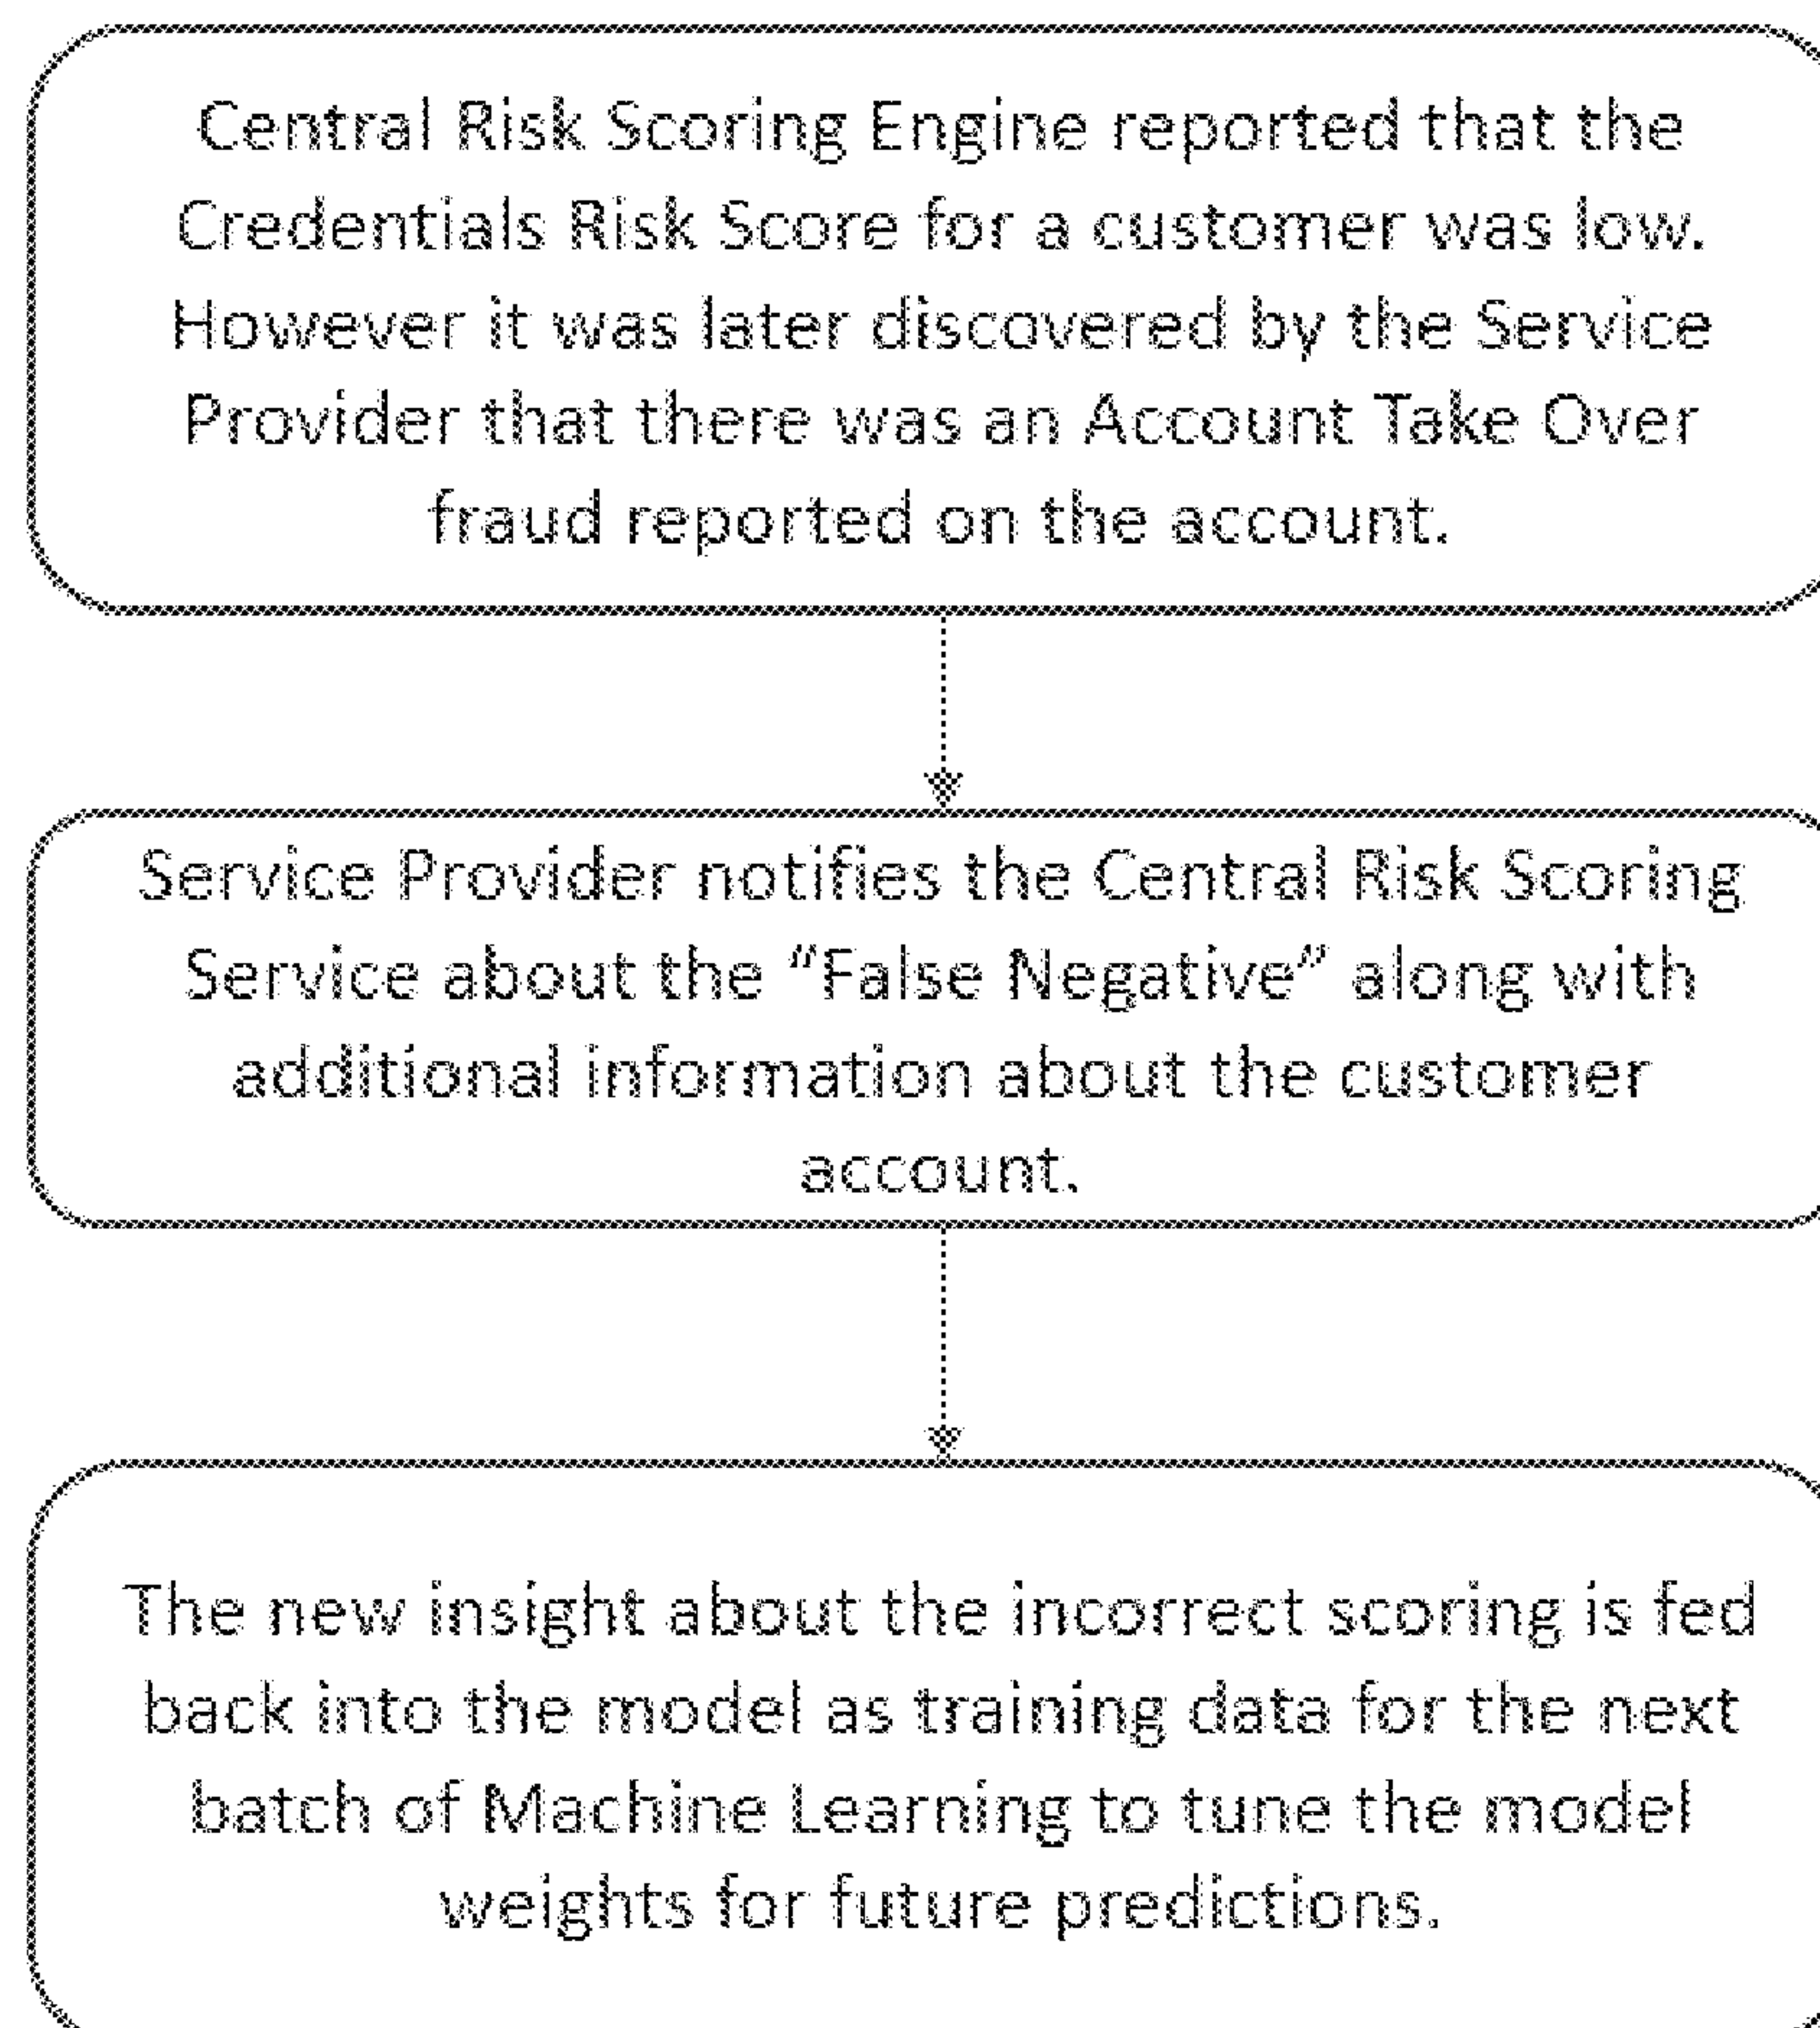 Central Risk Scoring Engine reported that the
Credentials Risk Score for a customer was low.
However it was later discovered by the Service
Provider that there was an Account Take Over
fraud reported on the account.
Service Provider notifies the Central Risk Scoring
Service about the “False Negative” along with
additional information about the customer
account.
The new insight about the incorrect scoring is fed
back into the model as training data for the next
batch of Machine Learning to tune the model
weights for future predictions.